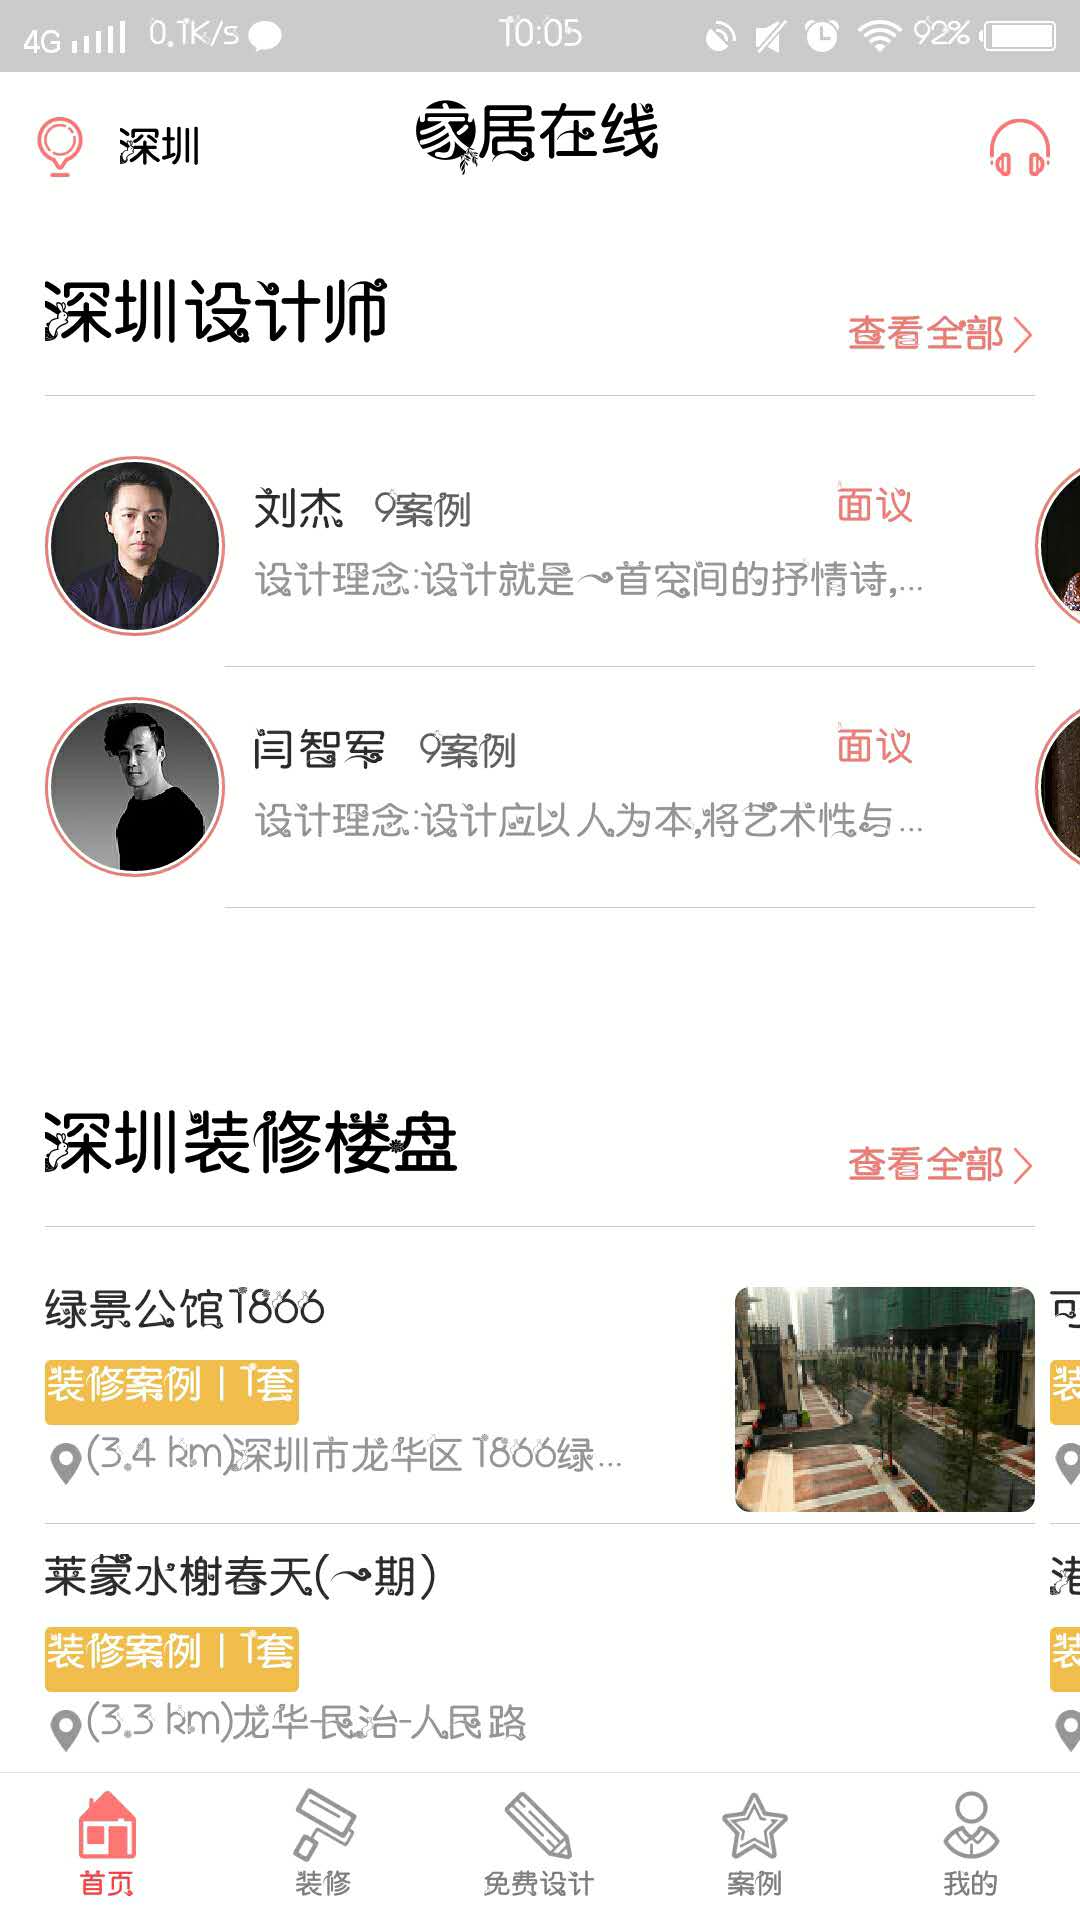 4G 0.1K/s 10:05 92%
深圳 家居在线
深圳设计师
查看全部
刘杰 9案例 面议
设计理念:设计就是一首空间的抒情诗,...
闫智军 9案例 面议
设计理念:设计应以人为本,将艺术性与...
深圳装修楼盘
查看全部
绿景公馆1866
装修案例 | 1套
装
(3.4 km)深圳市龙华区 1866绿...
莱蒙水榭春天(一期)
港
装修案例 | 1套
装
(3.3 km)龙华-民治-人民路
首页 装修 免费设计 案例 我的